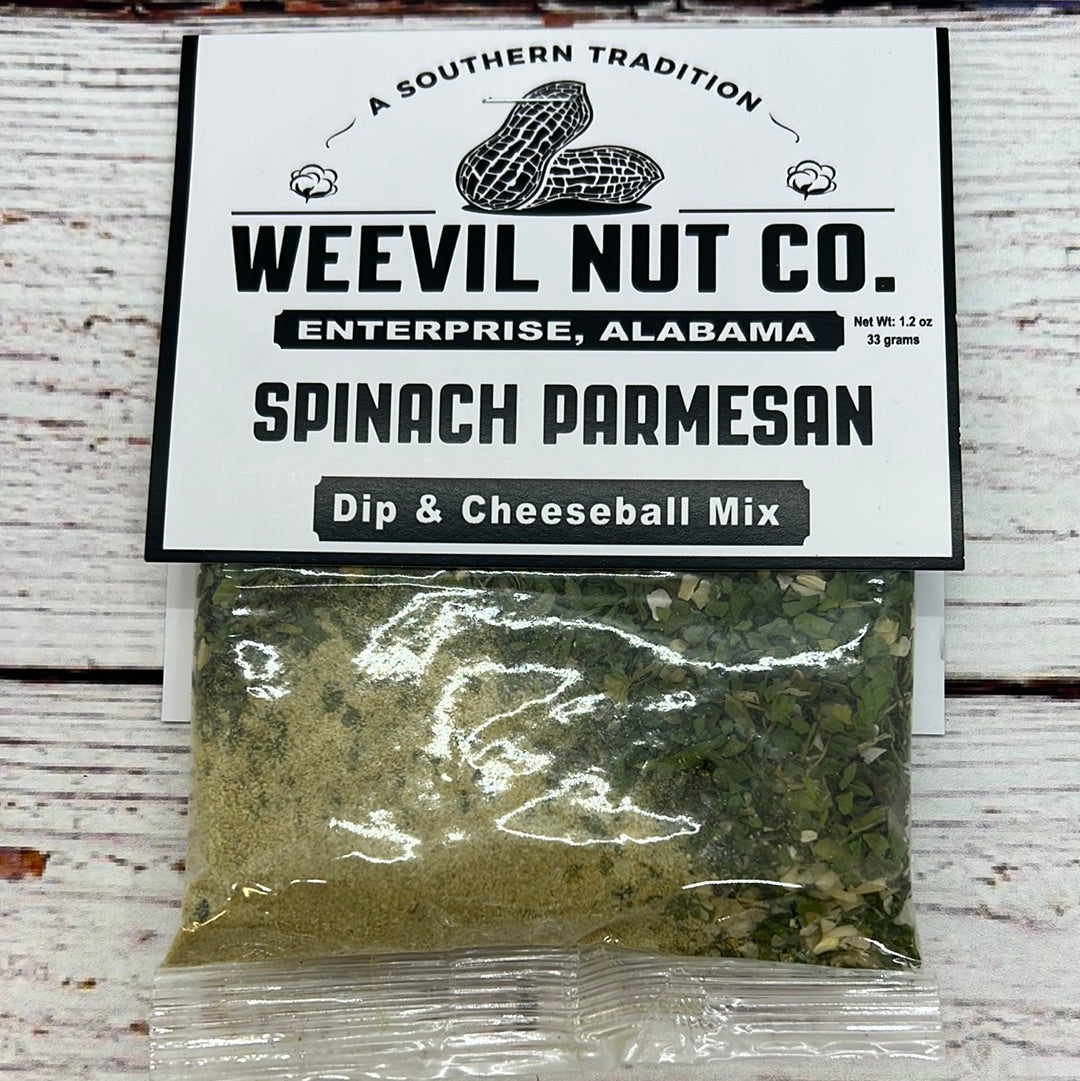 A SOUTHERN TRADITION
WEEVIL NUT CO.
ENTERPRISE, ALABAMA
Net Wt: 1.2 oz
33 grams
SPINACH PARMESAN
Dip & Cheeseball Mix